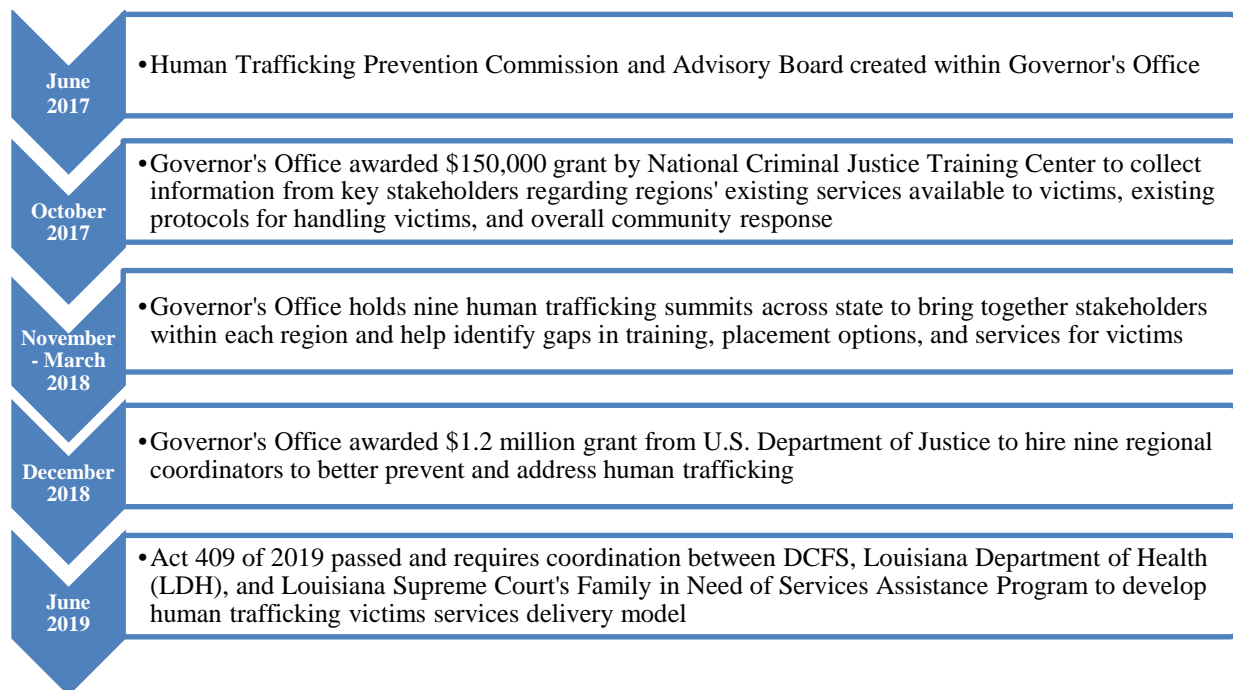 June
2017
•Human Trafficking Prevention Commission and Advisory Board created within Governor's Office
October
2017
•Governor's Office awarded $150,000 grant by National Criminal Justice Training Center to collect
information from key stakeholders regarding regions' existing services available to victims, existing
protocols for handling victims, and overall community response
November
- March
2018
•Governor's Office holds nine human trafficking summits across state to bring together stakeholders
within each region and help identify gaps in training, placement options, and services for victims
December
2018
•Governor's Office awarded $1.2 million grant from U.S. Department of Justice to hire nine regional
coordinators to better prevent and address human trafficking
June
2019
•Act 409 of 2019 passed and requires coordination between DCFS, Louisiana Department of Health
(LDH), and Louisiana Supreme Court's Family in Need of Services Assistance Program to develop
human trafficking victims services delivery model